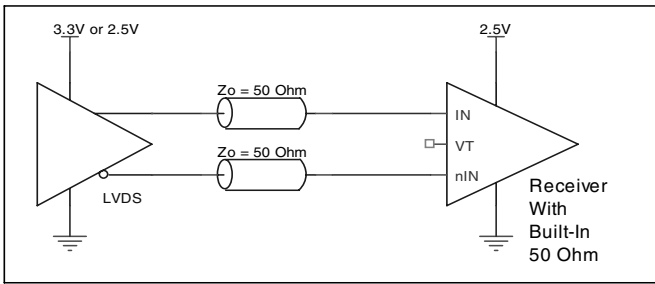 3.3V or 2.5V
2.5V
Zo = 50 Ohm
IN
VT
Zo = 50 Ohm
nIN
LVDS
Receiver
With
Built-In
50 Ohm